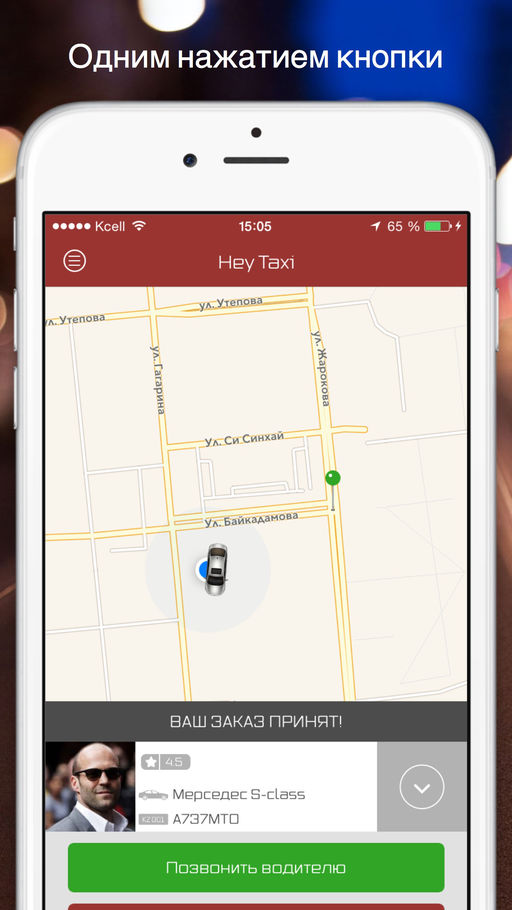 Одним нажатием кнопки
Kcell 15:05 65 %
Hey Taxi
ул. Утепова
ул. Утепова
ул. Гагарина
ул. Жарокова
Ул. Си Синхай
Ул. Байкадамова
ВАШ ЗАКАЗ ПРИНЯТ!
4.5
Мерседес S-class
KZ 001 A737MTO
Позвонить водителю